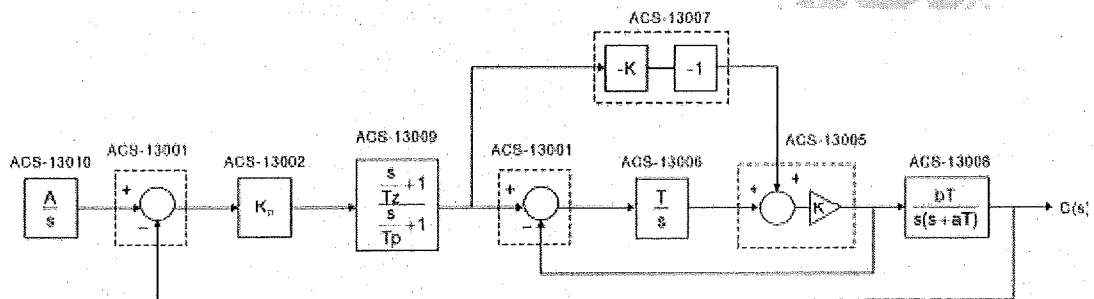 ACS-13007
-K
-1
ACS-13010
ACS-13001
ACS-13002
ACS-13009
ACS-13001
ACS-13006
ACS-13005
ACS-13008
A
s
+
−
Kp
s
Tz
+1
s
Tp
+1
+
−
T
s
+
+
K
bT
s(s+aT)
C(s)